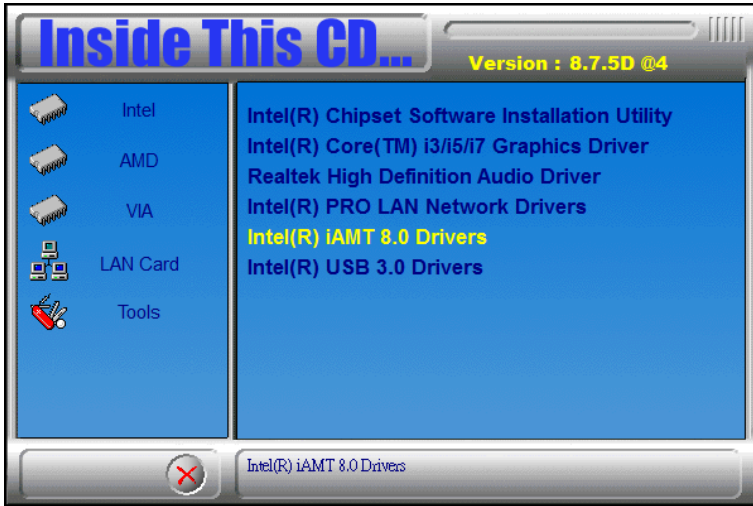 Inside This CD...
Version : 8.7.5D @4
Intel
AMD
VIA
LAN Card
Tools
Intel(R) Chipset Software Installation Utility
Intel(R) Core(TM) i3/i5/i7 Graphics Driver
Realtek High Definition Audio Driver
Intel(R) PRO LAN Network Drivers
Intel(R) iAMT 8.0 Drivers
Intel(R) USB 3.0 Drivers
Intel(R) iAMT 8.0 Drivers